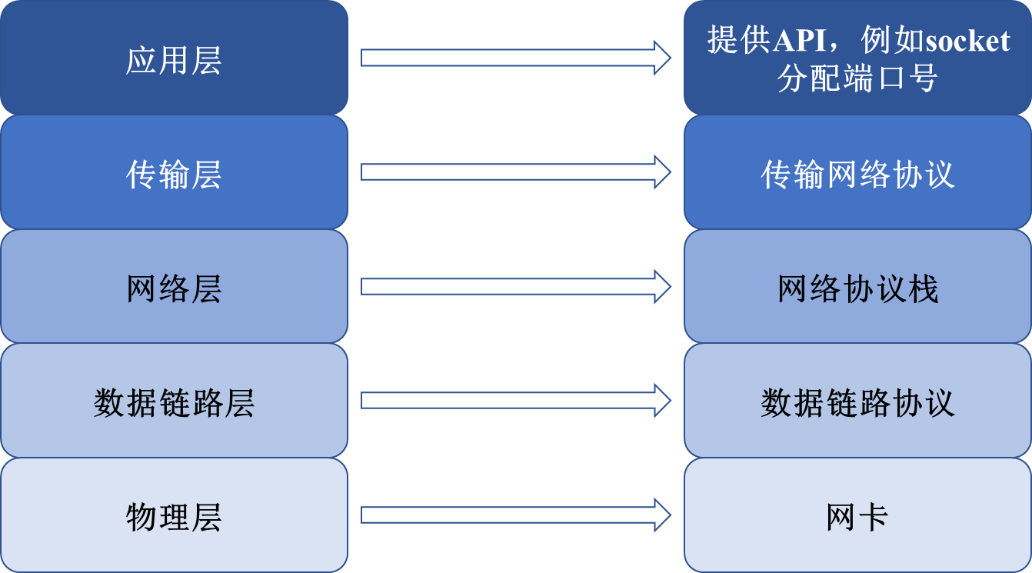 应用层
提供API，例如socket
分配端口号
传输层
传输网络协议
网络层
网络协议栈
数据链路层
数据链路协议
物理层
网卡